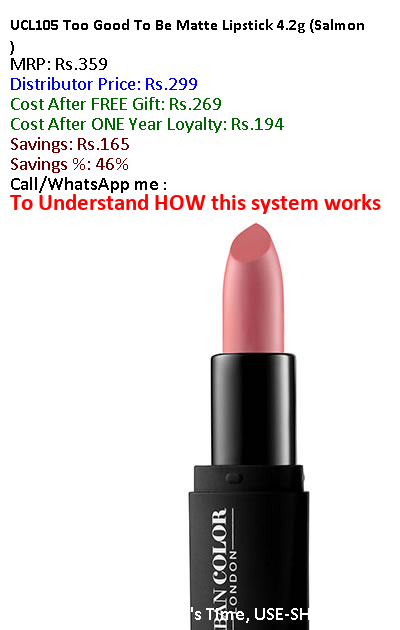 UCL105 Too Good To Be Matte Lipstick 4.2g (Salmon
)
MRP: Rs.359
Distributor Price: Rs.299
Cost After FREE Gift: Rs.269
Cost After ONE Year Loyalty: Rs.194
Savings: Rs.165
Savings %: 46%
Call/WhatsApp me :
To Understand HOW this system works
BAN COLOR
LONDON
's Time, USE-SH